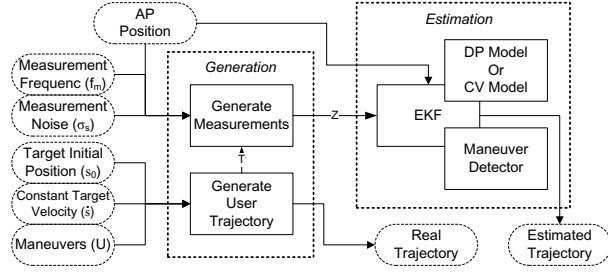 AP
Position
Estimation
Generation
DP Model
Or
CV Model
Measurement
Frequenc (fm)
Measurement
Noise (σs)
Generate
Measurements
Z
EKF
Maneuver
Detector
T
Target Initial
Position (s0)
Constant Target
Velocity (ṡ)
Maneuvers (U)
Generate
User
Trajectory
Real
Trajectory
Estimated
Trajectory